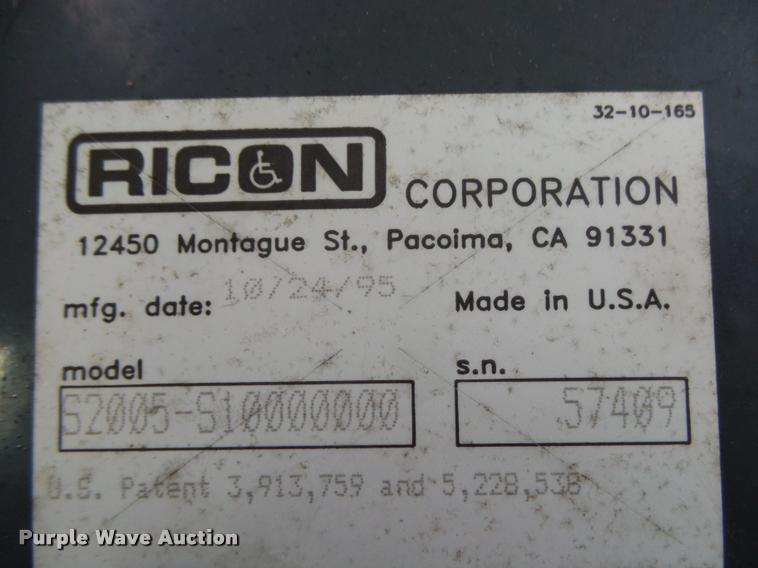 32-10-165
RICON CORPORATION
12450 Montague St., Pacoima, CA 91331
mfg. date: 10/24/95 Made in U.S.A.
model s.n.
S2005-S10000000 57409
U.S. Patent 3,913,759 and 5,228,538
Purple Wave Auction